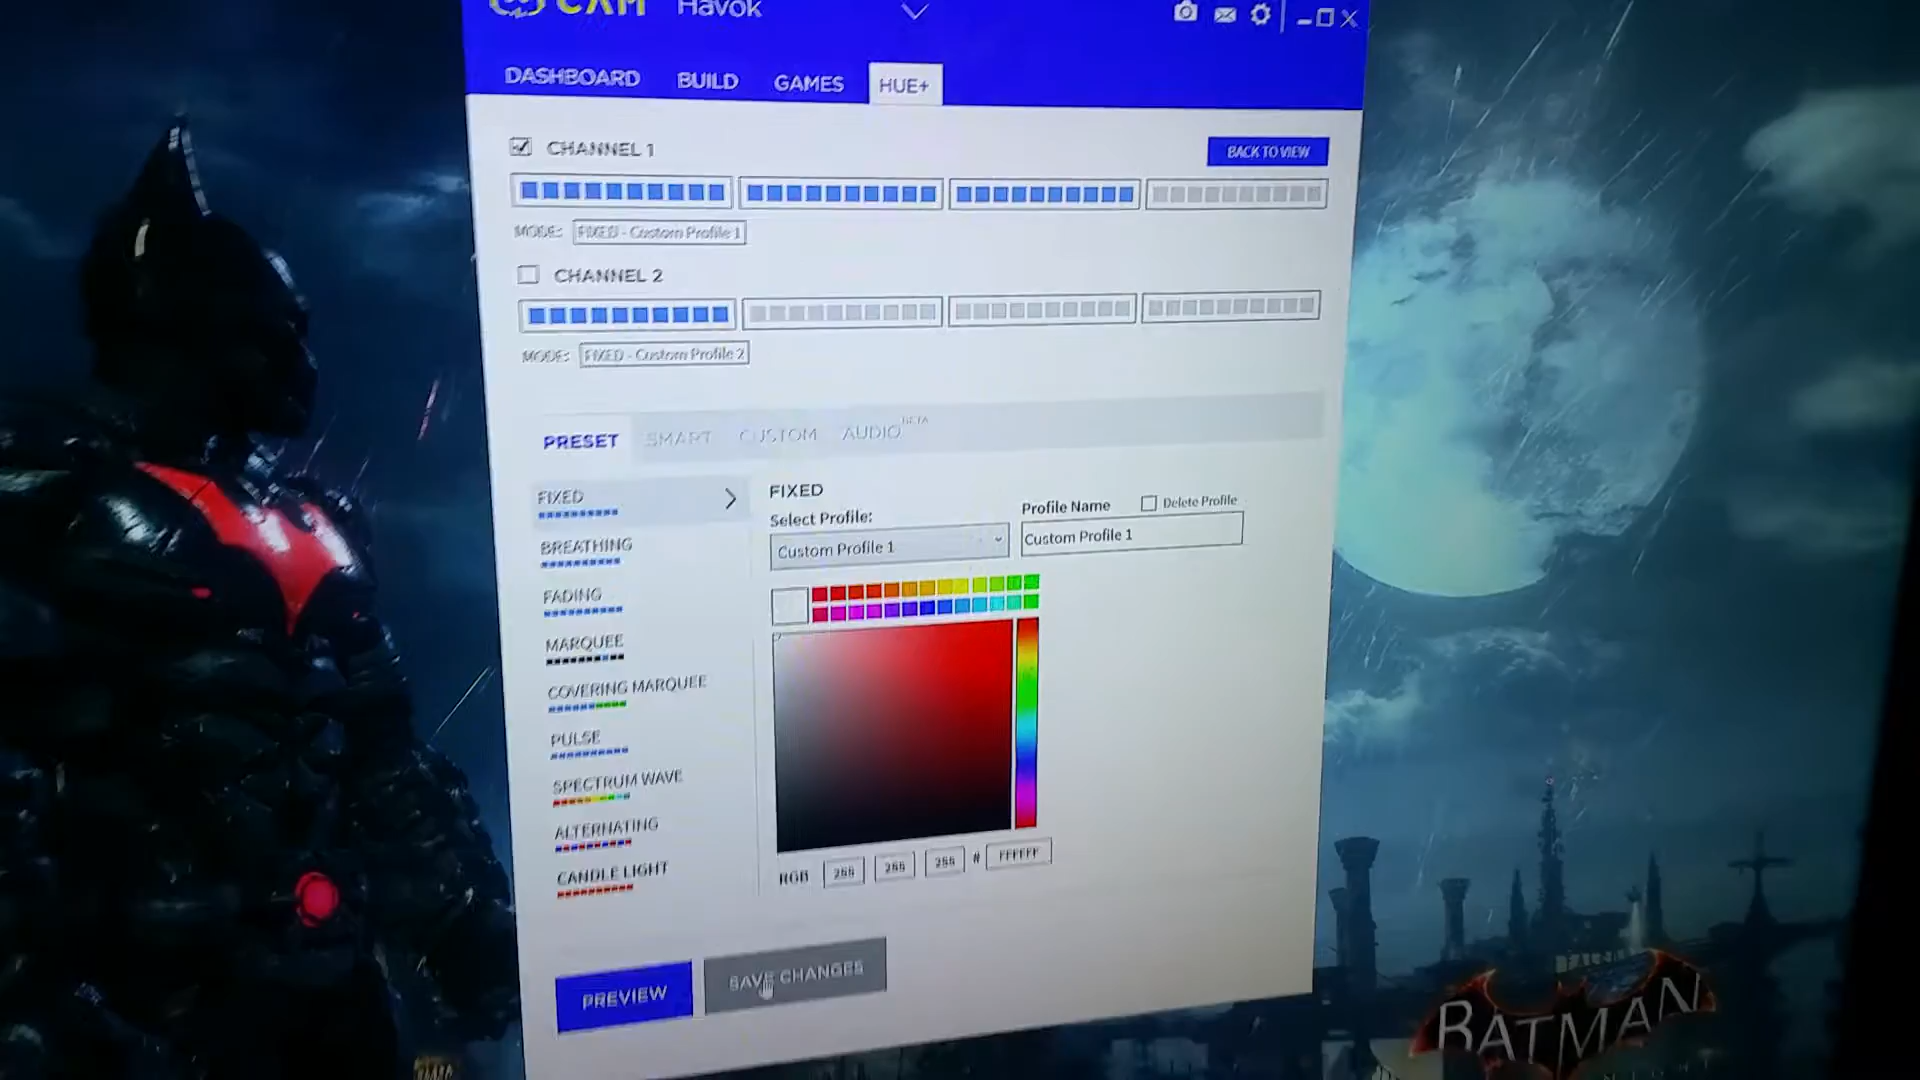 CAM Havok
DASHBOARD BUILD GAMES HUE+
CHANNEL 1
BACK TO VIEW
MODE: FIXED - Custom Profile 1
CHANNEL 2
MODE: FIXED - Custom Profile 2
PRESET SMART CUSTOM AUDIO BETA
FIXED
BREATHING
FADING
MARQUEE
COVERING MARQUEE
PULSE
SPECTRUM WAVE
ALTERNATING
CANDLE LIGHT
FIXED
Select Profile:
Custom Profile 1
Profile Name
Delete Profile
Custom Profile 1
RGB 255 255 255 # FFFFFF
PREVIEW
SAVE CHANGES
BATMAN